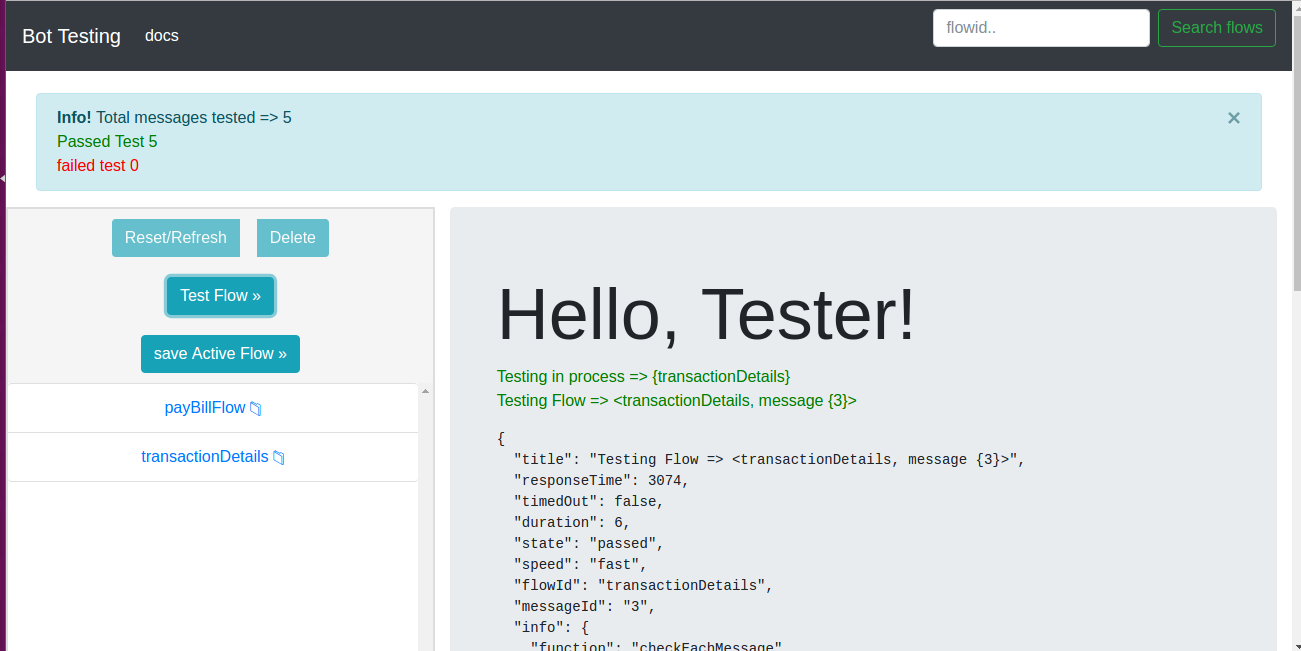 Bot Testing docs flowid.. Search flows
Info! Total messages tested => 5 ×
Passed Test 5
failed test 0
Reset/Refresh Delete
Test Flow »
save Active Flow »
payBillFlow
transactionDetails
Hello, Tester!
Testing in process => {transactionDetails}
Testing Flow => <transactionDetails, message {3}>
{
  "title": "Testing Flow => <transactionDetails, message {3}>",
  "responseTime": 3074,
  "timedOut": false,
  "duration": 6,
  "state": "passed",
  "speed": "fast",
  "flowId": "transactionDetails",
  "messageId": "3",
  "info": {
    "function": "checkEachMessage"